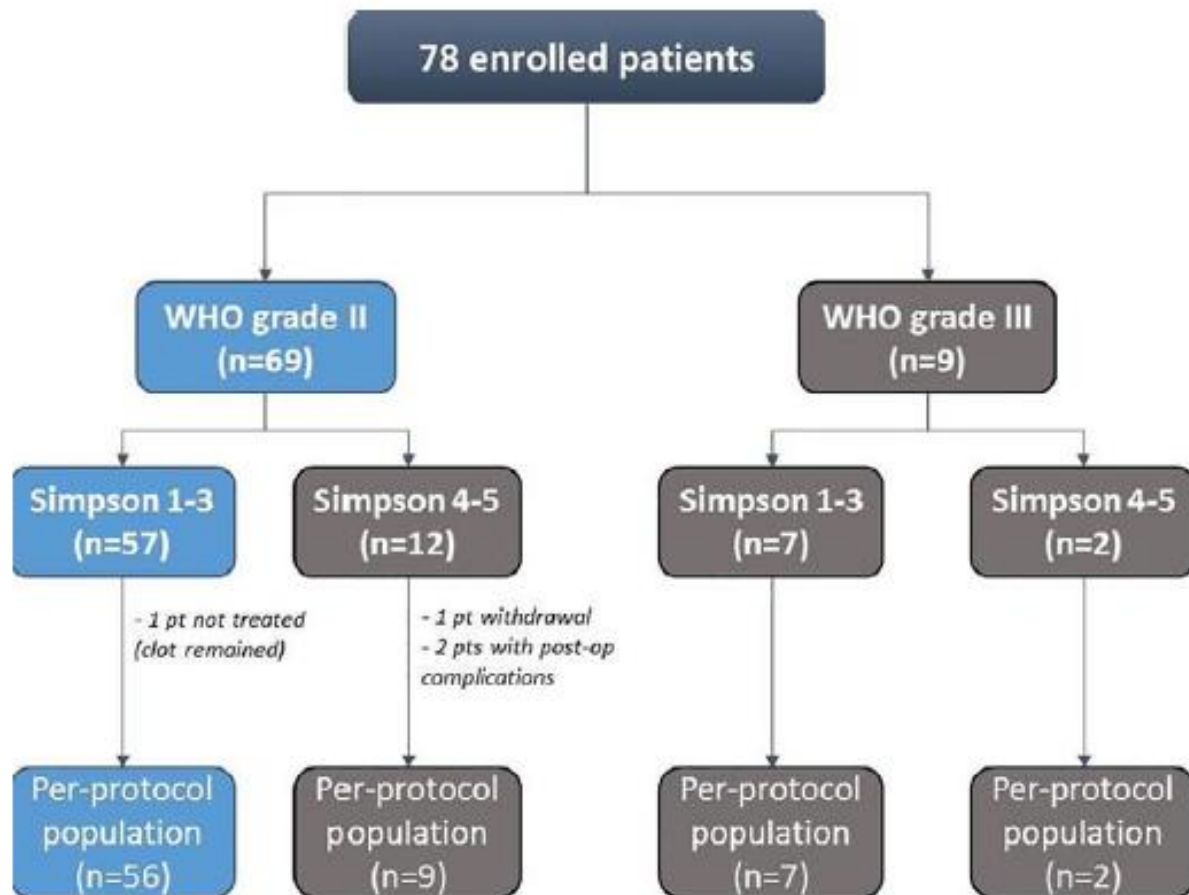 78 enrolled patients
WHO grade II
(n=69)
WHO grade III
(n=9)
Simpson 1-3
(n=57)
Simpson 4-5
(n=12)
Simpson 1-3
(n=7)
Simpson 4-5
(n=2)
- 1 pt not treated
(clot remained)
- 1 pt withdrawal
- 2 pts with post-op
complications
Per-protocol
population
(n=56)
Per-protocol
population
(n=9)
Per-protocol
population
(n=7)
Per-protocol
population
(n=2)